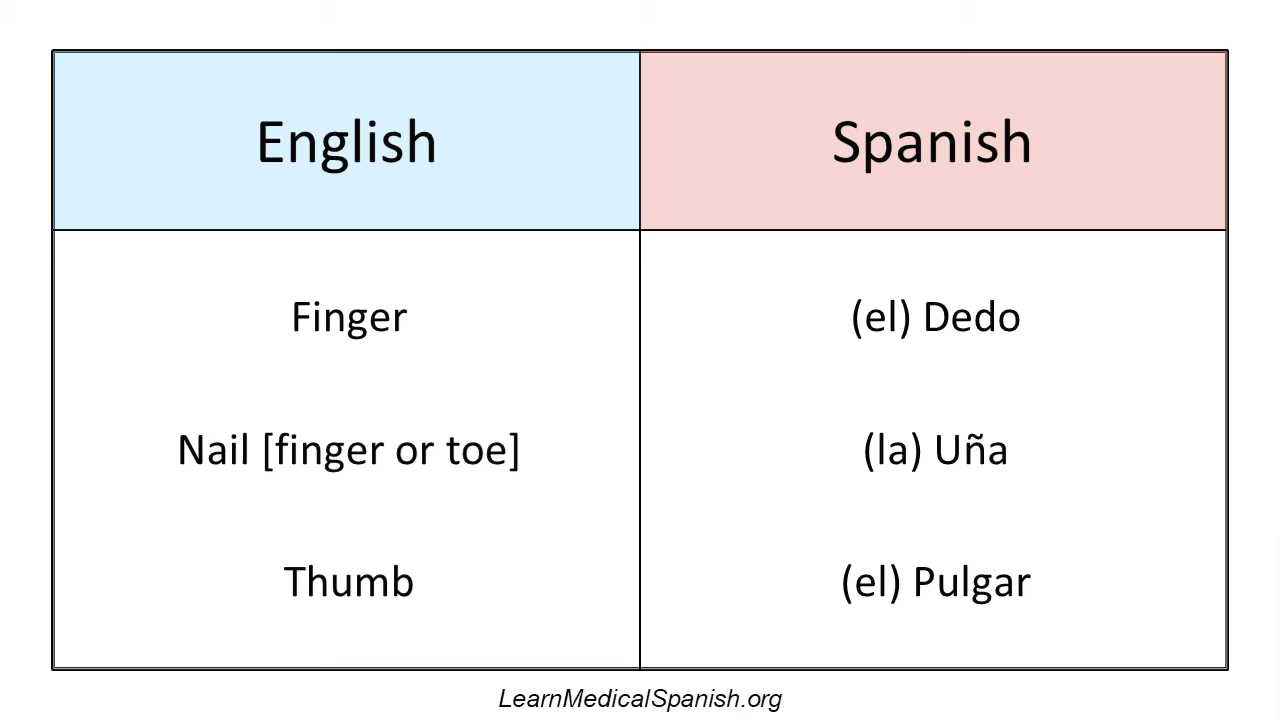 English
Spanish
Finger
(el) Dedo
Nail [finger or toe]
(la) Uña
Thumb
(el) Pulgar
LearnMedicalSpanish.org